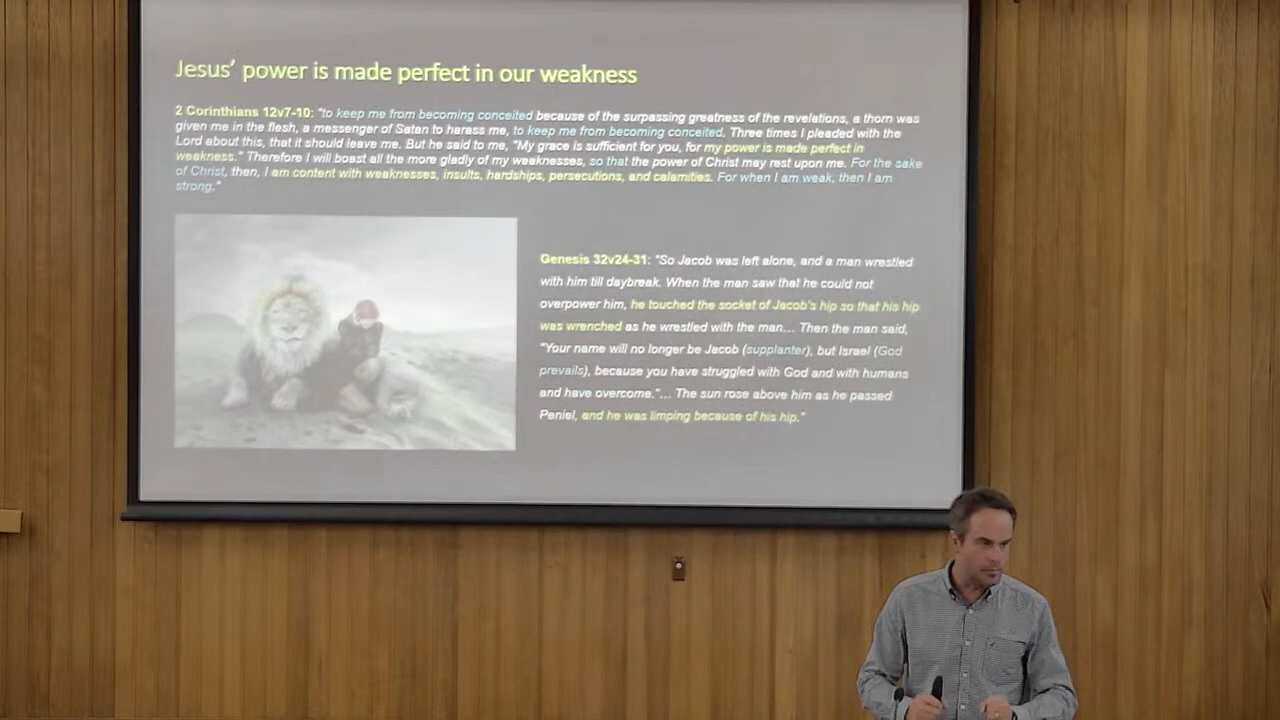 Jesus' power is made perfect in our weakness
2 Corinthians 12v7-10: "to keep me from becoming conceited because of the surpassing greatness of the revelations, a thorn was
given me in the flesh, a messenger of Satan to harass me, to keep me from becoming conceited. Three times I pleaded with the
Lord about this, that it should leave me. But he said to me, "My grace is sufficient for you, for my power is made perfect in
weakness." Therefore I will boast all the more gladly of my weaknesses, so that the power of Christ may rest upon me. For the sake
of Christ, then, I am content with weaknesses, insults, hardships, persecutions, and calamities. For when I am weak, then I am
strong."
Genesis 32v24-31: "So Jacob was left alone, and a man wrestled
with him till daybreak. When the man saw that he could not
overpower him, he touched the socket of Jacob's hip so that his hip
was wrenched as he wrestled with the man... Then the man said,
"Your name will no longer be Jacob (supplanter), but Israel (God
prevails), because you have struggled with God and with humans
and have overcome."... The sun rose above him as he passed
Peniel, and he was limping because of his hip."